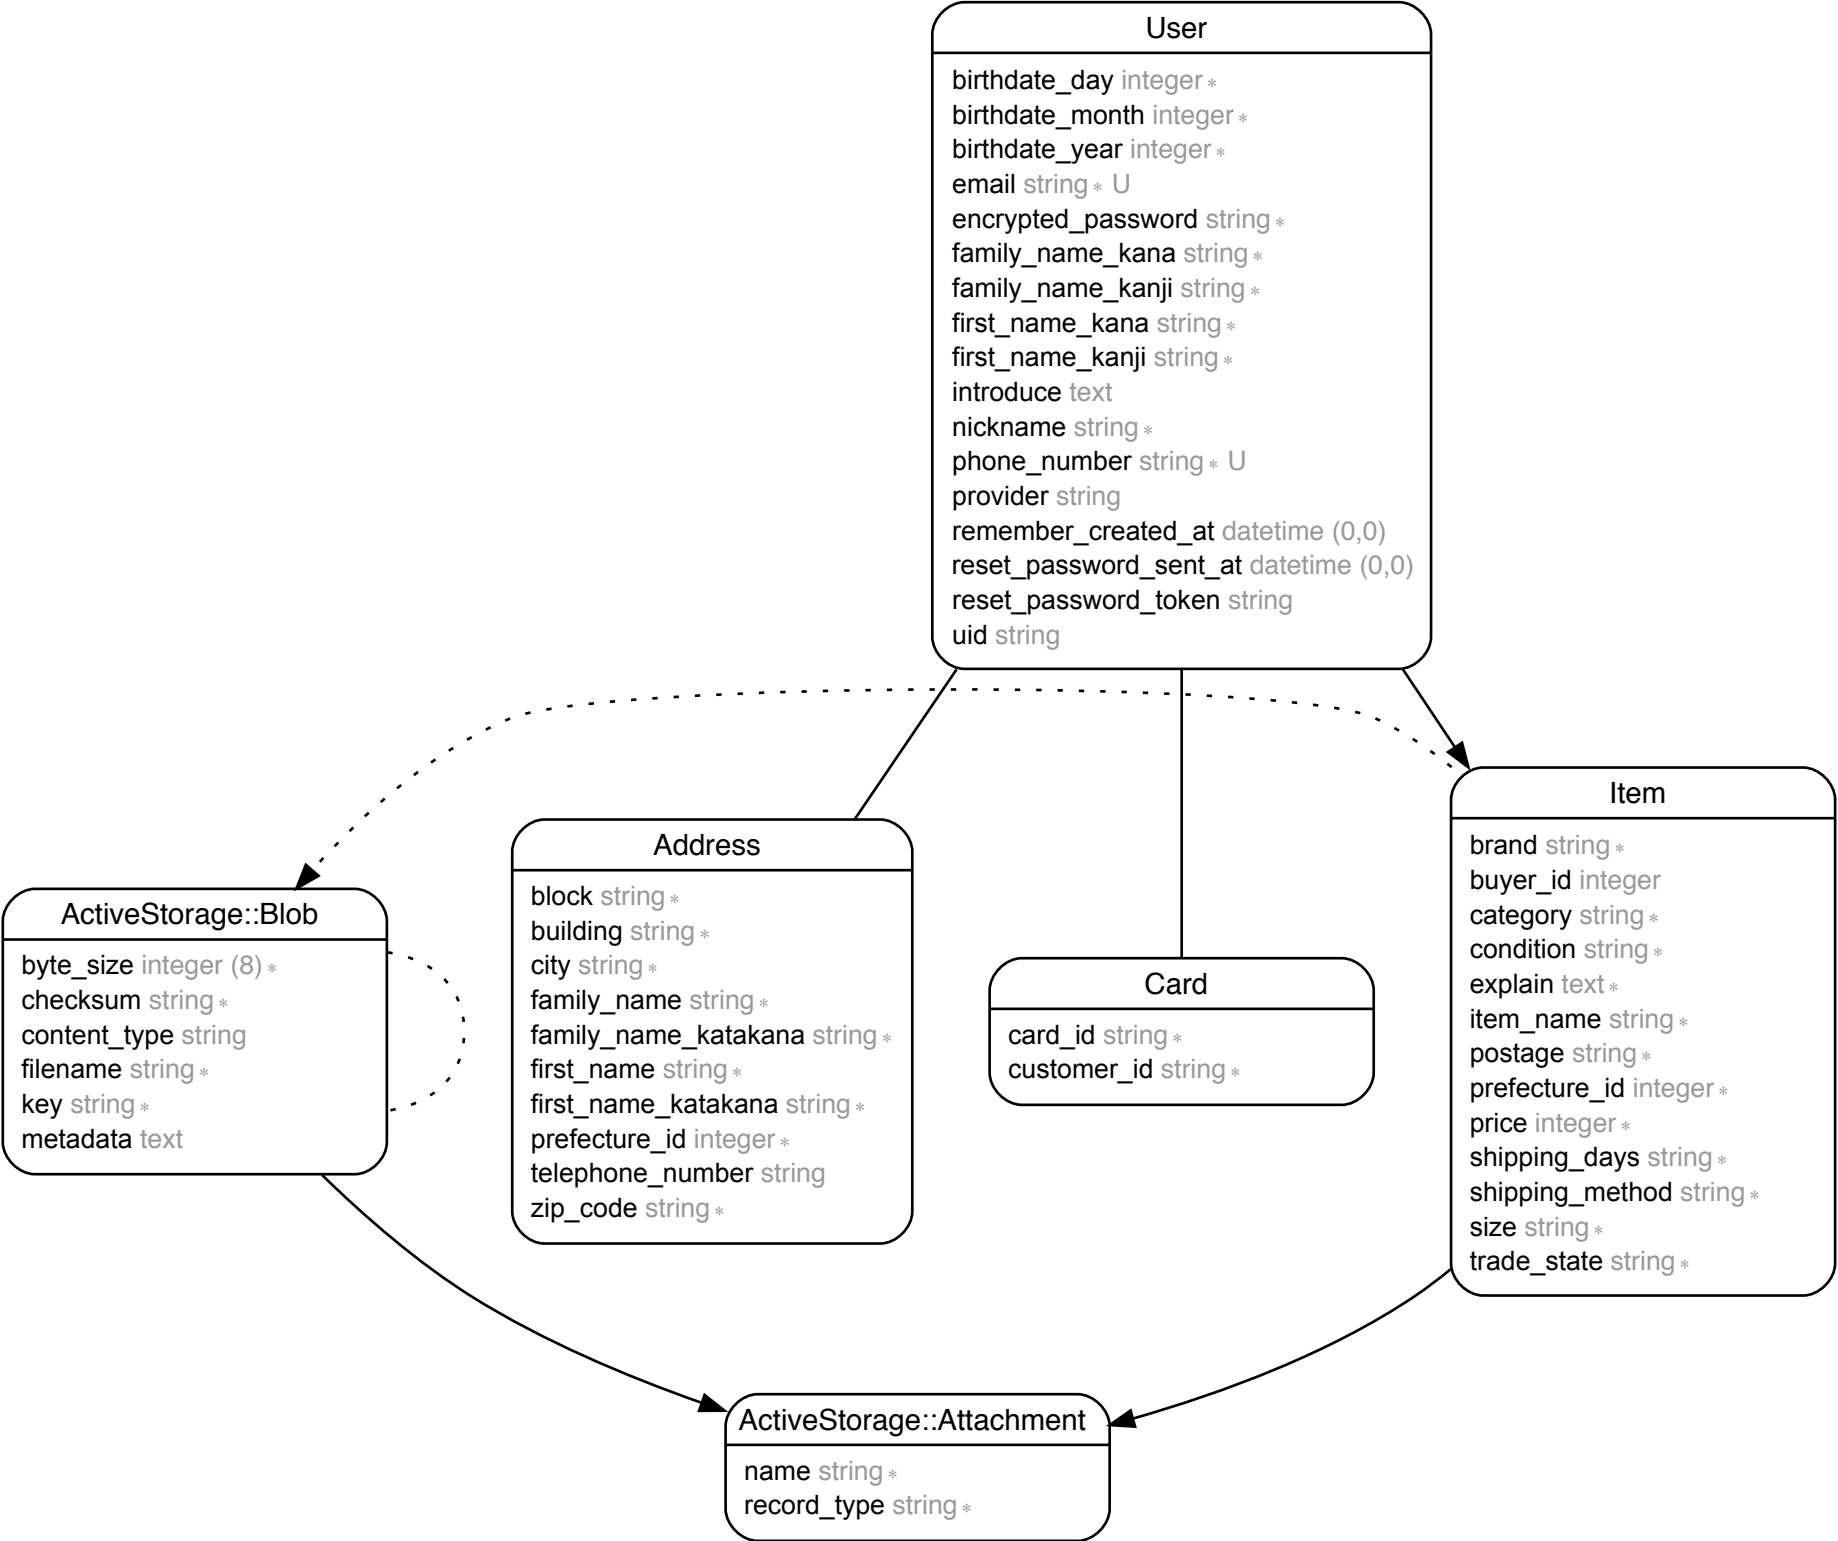 User
birthdate_day integer *
birthdate_month integer *
birthdate_year integer *
email string * U
encrypted_password string *
family_name_kana string *
family_name_kanji string *
first_name_kana string *
first_name_kanji string *
introduce text
nickname string *
phone_number string * U
provider string
remember_created_at datetime (0,0)
reset_password_sent_at datetime (0,0)
reset_password_token string
uid string
ActiveStorage::Blob
byte_size integer (8) *
checksum string *
content_type string
filename string *
key string *
metadata text
Address
block string *
building string *
city string *
family_name string *
family_name_katakana string *
first_name string *
first_name_katakana string *
prefecture_id integer *
telephone_number string
zip_code string *
Card
card_id string *
customer_id string *
Item
brand string *
buyer_id integer
category string *
condition string *
explain text *
item_name string *
postage string *
prefecture_id integer *
price integer *
shipping_days string *
shipping_method string *
size string *
trade_state string *
ActiveStorage::Attachment
name string *
record_type string *